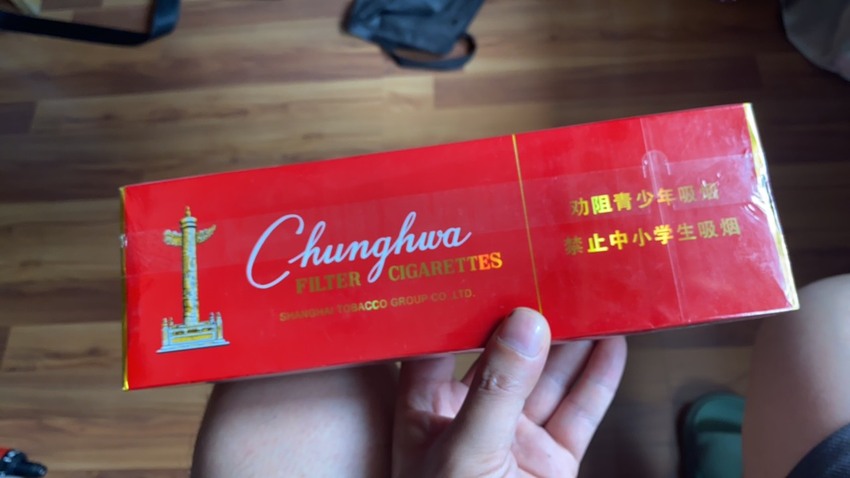 Chunghwa
FILTER CIGARETTES
SHANGHAI TOBACCO GROUP CO., LTD.
劝阻青少年吸烟
禁止中小学生吸烟